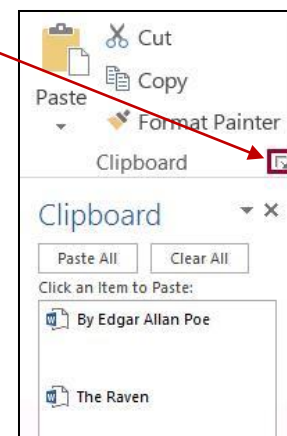 Cut
Copy
Paste
Format Painter
Clipboard
Clipboard
Paste All Clear All
Click an Item to Paste:
By Edgar Allan Poe
The Raven